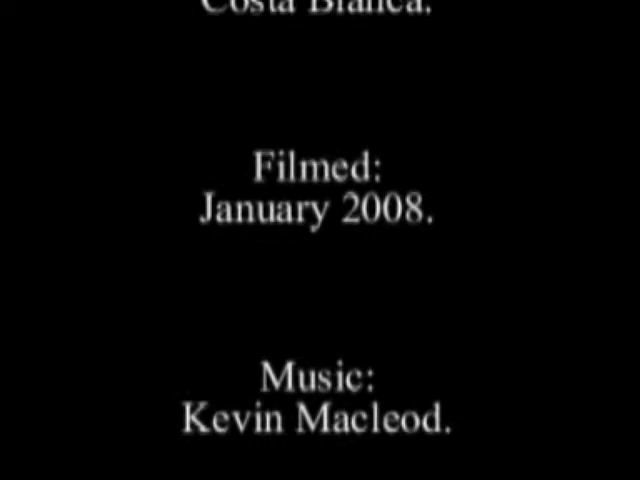 Costa Blanca.
Filmed:
January 2008.
Music:
Kevin Macleod.